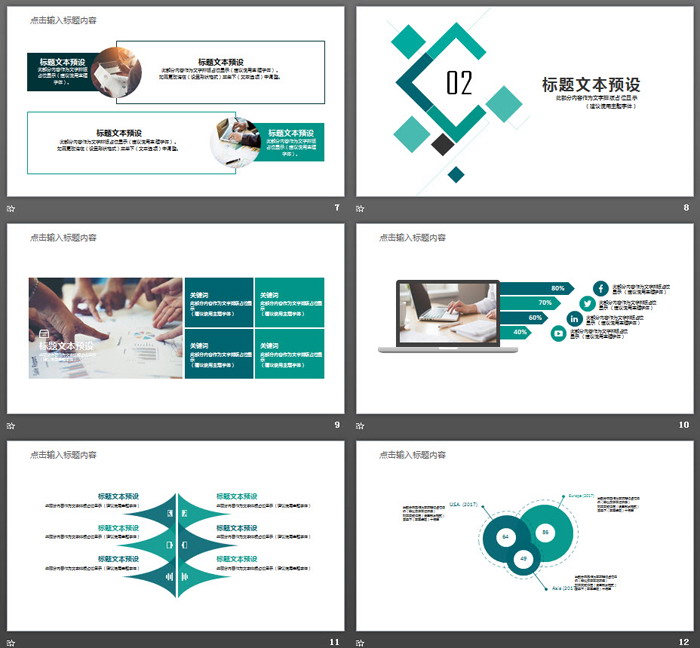 点击输入标题内容
标题文本预设
此部分内容作为文字排版
占位显示（建议使用主题
字体）。
标题文本预设
此部分内容作为文字排版占位显示（建议使用主题字体）。
如需更改请在（设置形状格式）菜单下（文本选项）中调整。
标题文本预设
此部分内容作为文字排版占位显示（建议使用主题字体）。
如需更改请在（设置形状格式）菜单下（文本选项）中调整。
标题文本预设
此部分内容作为文字排版
占位显示（建议使用主题
字体）。
7
02
标题文本预设
此部分内容作为文字排版占位显示
（建议使用主题字体）
8
点击输入标题内容
标题文本预设
关键词
此部分内容作为文字排版占位显
示
（建议使用主题字体）
关键词
此部分内容作为文字排版占位显
示
（建议使用主题字体）
关键词
此部分内容作为文字排版占位显
示
（建议使用主题字体）
关键词
此部分内容作为文字排版占位显
示
（建议使用主题字体）
9
点击输入标题内容
80%
此部分内容作为文字排版占位
显示（建议使用主题字体）
70%
此部分内容作为文字排版占位
显示（建议使用主题字体）
60%
此部分内容作为文字排版占位
显示（建议使用主题字体）
40%
此部分内容作为文字排版占位
显示（建议使用主题字体）
10
点击输入标题内容
标题文本预设
此部分内容作为文字排版占位显示（建议使用主题字体）
标题文本预设
此部分内容作为文字排版占位显示（建议使用主题字体）
标题文本预设
此部分内容作为文字排版占位显示（建议使用主题字体）
标题文本预设
此部分内容作为文字排版占位显示（建议使用主题字体）
标题文本预设
此部分内容作为文字排版占位显示（建议使用主题字体）
标题文本预设
此部分内容作为文字排版占位显示（建议使用主题字体）
11
点击输入标题内容
USA (2017)
Europe (2017)
64
86
49
Asia (201
12